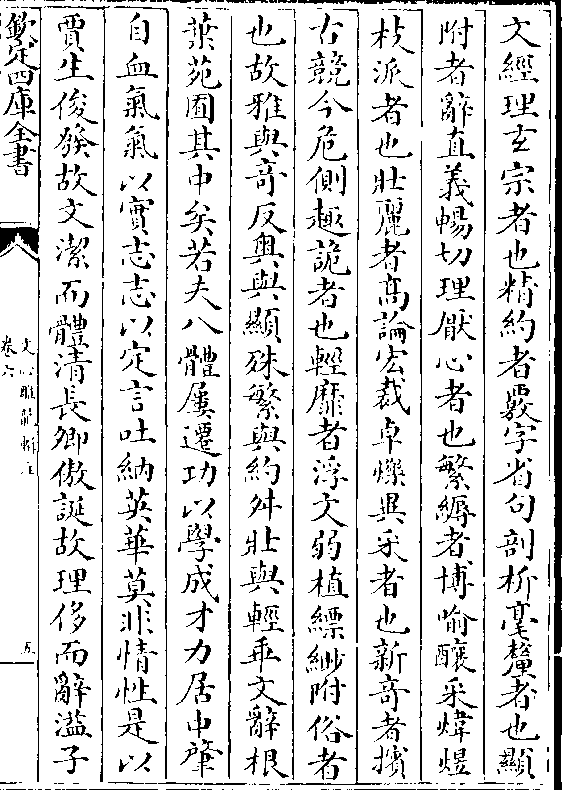 文經理玄宗者也精約者覈字省句剖析毫釐者也顯
附者辭直義暢切理厭心者也繁縟者博喻釀采煒煜
枝派者也壯麗者高論宏裁卓爍異采者也新奇者擯
古競今危側趣詭者也輕靡者浮文弱植縹緲附俗者
也故雅與奇反奧與顯殊繁與約舛壯與輕乖文辭根
葉苑囿其中矣若夫八體屢遷功以學成才力居中肇
自血氣氣以實志志以定言吐納英華莫非情性是以
賈生俊發故文潔而體清長卿傲誕故理侈而辭溢子
欽定四庫全書
文心雕龍輯注
卷六
五